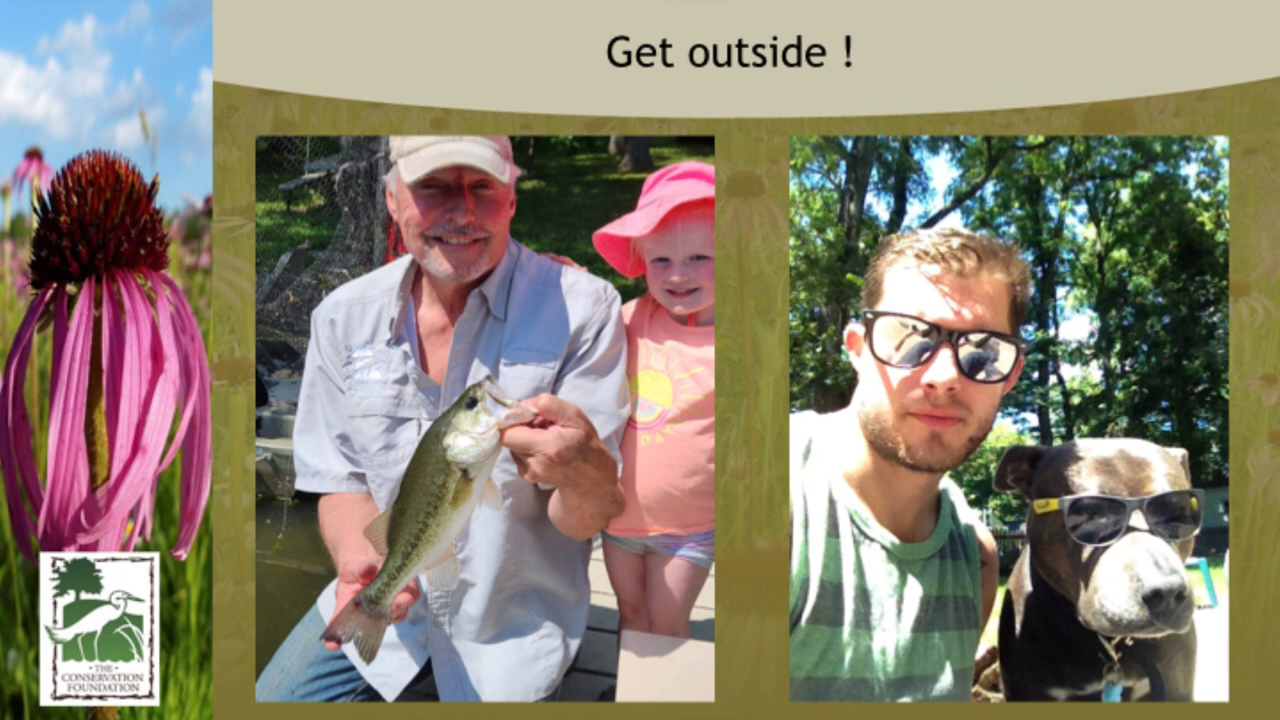 Get outside !
• THE •
CONSERVATION
FOUNDATION